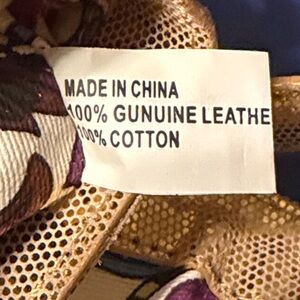 MADE IN CHINA
100% GUNUINE LEATHE
100% COTTON